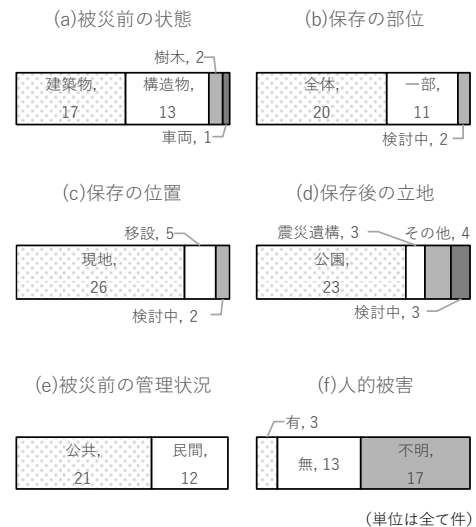 (a)被災前の状態
樹木, 2
建築物,
17
構造物,
13
車両, 1
(b)保存の部位
全体,
20
一部,
11
検討中, 2
(c)保存の位置
移設, 5
現地,
26
検討中, 2
(d)保存後の立地
震災遺構, 3
その他, 4
公園,
23
検討中, 3
(e)被災前の管理状況
公共,
21
民間,
12
(f)人的被害
有, 3
無, 13
不明,
17
(単位は全て件)